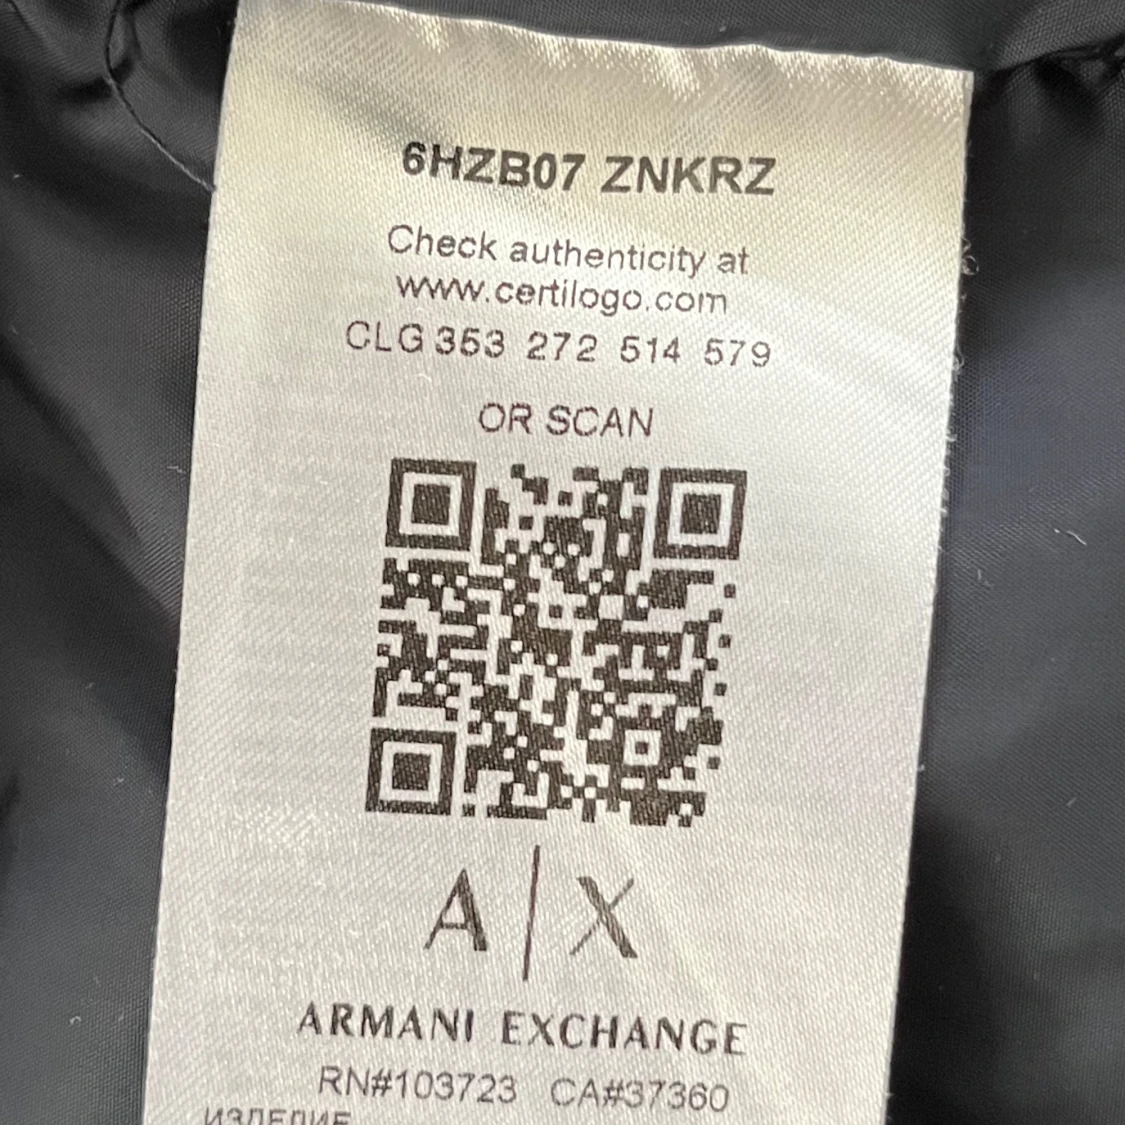 6HZB07 ZNKRZ
Check authenticity at
www.certilogo.com
CLG 353 272 514 579
OR SCAN
A|X
ARMANI EXCHANGE
RN#103723 CA#37360
ИЗДЕЛИЕ